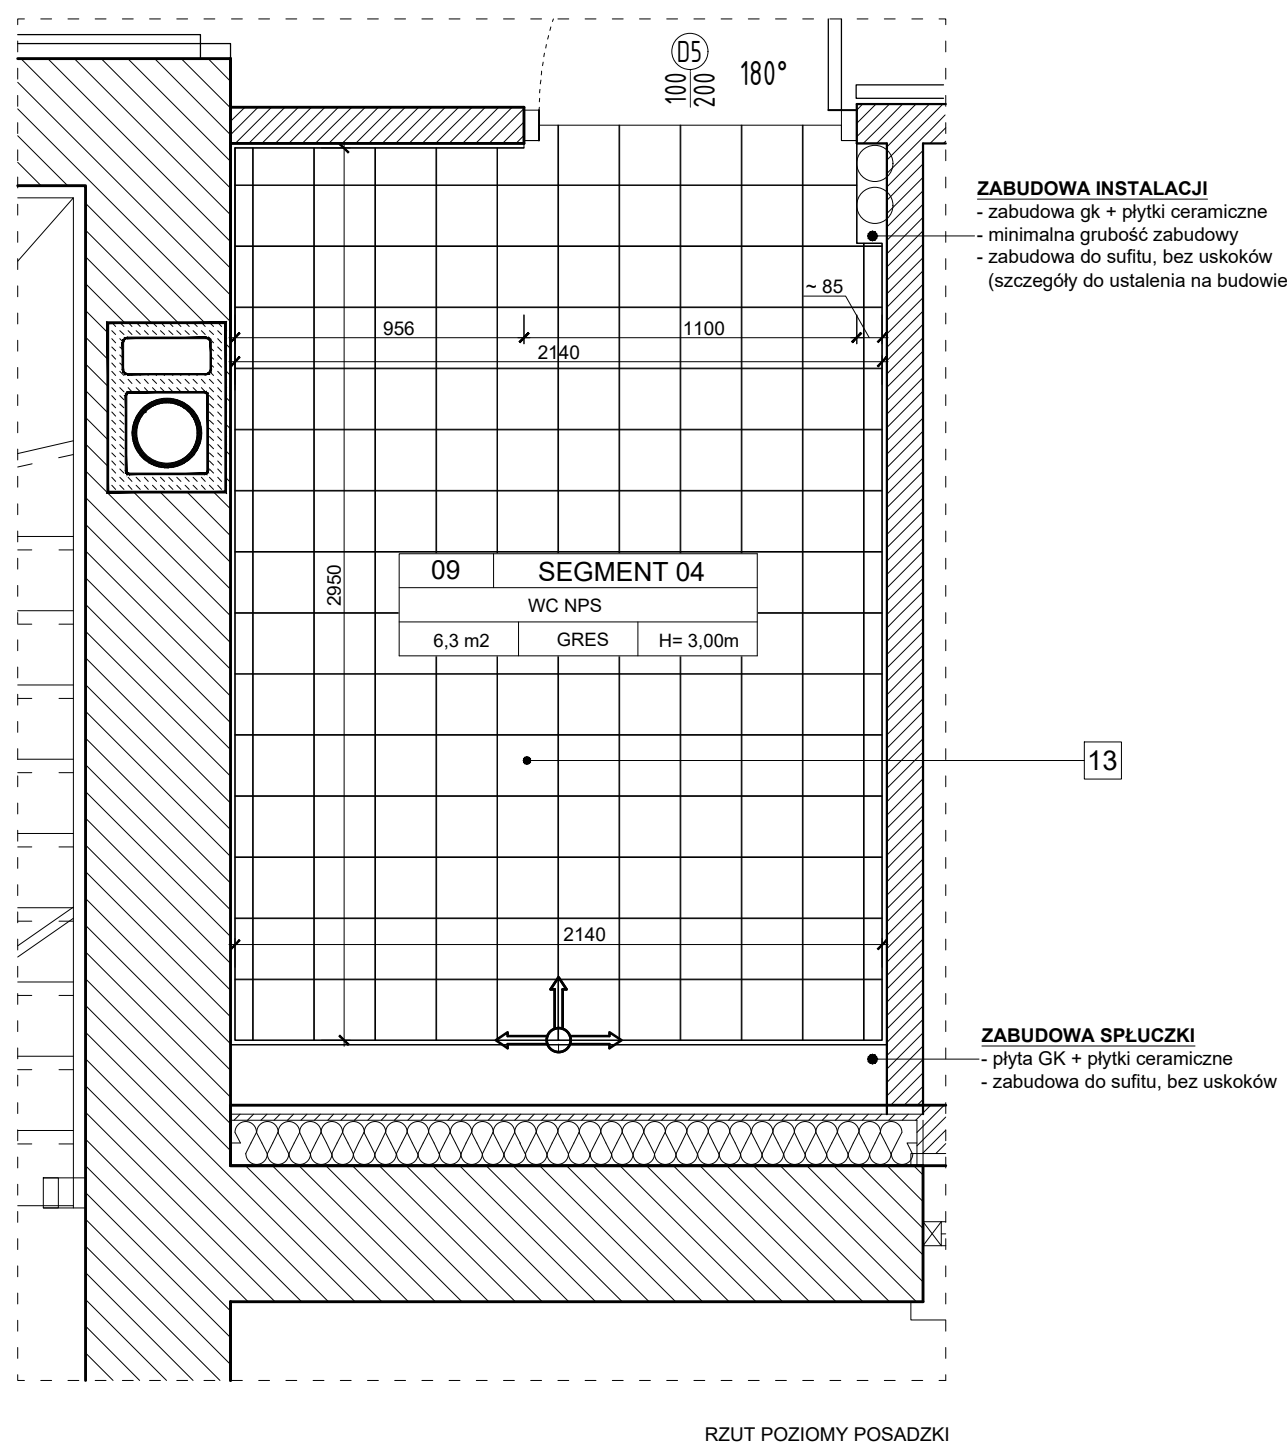 D5
100
200
180°
ZABUDOWA INSTALACJI
- zabudowa gk + płytki ceramiczne
- minimalna grubość zabudowy
- zabudowa do sufitu, bez uskoków
(szczegóły do ustalenia na budowie
~ 85
956
1100
2140
2950
09
SEGMENT 04
WC NPS
6,3 m2
GRES
H= 3,00m
13
2140
ZABUDOWA SPŁUCZKI
- płyta GK + płytki ceramiczne
- zabudowa do sufitu, bez uskoków
RZUT POZIOMY POSADZKI